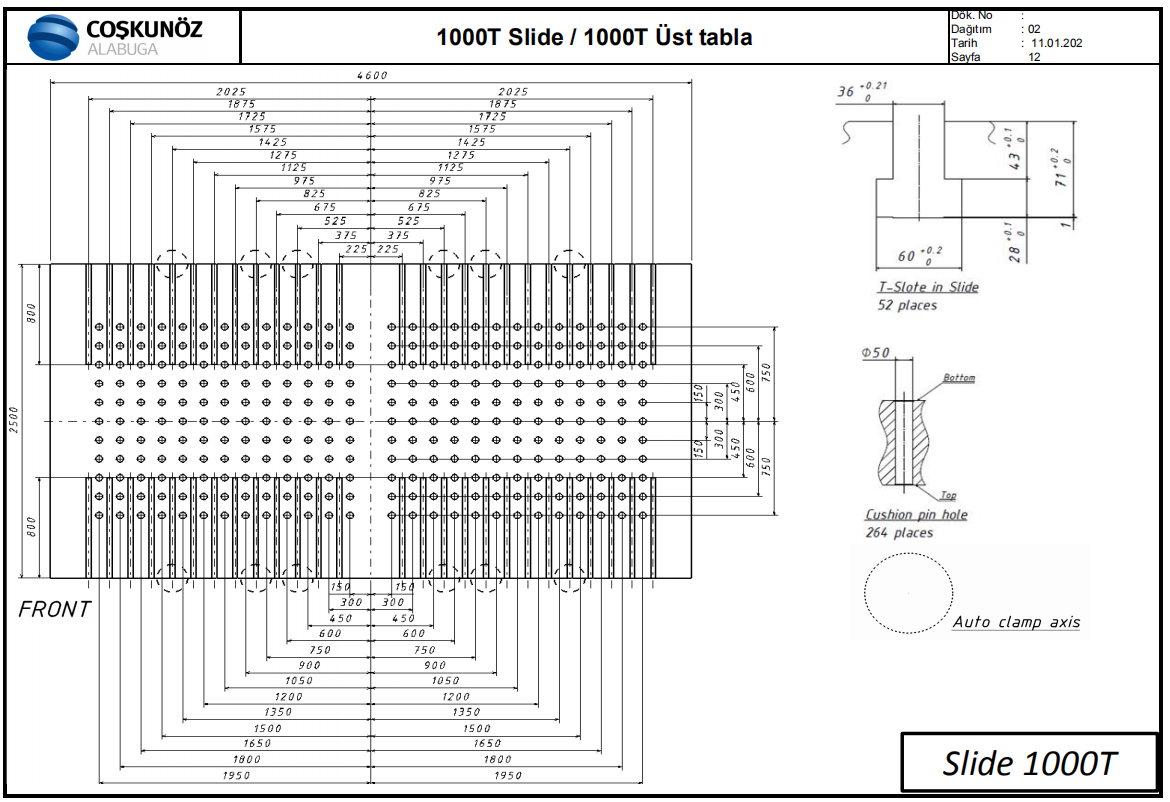 COŞKUNÖZ
ALABUGA
1000T Slide / 1000T Üst tabla
Dök. No :
Dağıtım : 02
Tarih : 11.01.202
Sayfa 12
4600
2025 2025
1875 1875
1725 1725
1575 1575
1425 1425
1275 1275
1125 1125
975 975
825 825
675 675
525 525
375 375
225 225
800
2500
800
150 300 450 600 750
150 300 450 600 750
FRONT
150 150
300 300
450 450
600 600
750 750
900 900
1050 1050
1200 1200
1350 1350
1500 1500
1650 1650
1800 1800
1950 1950
36 +0.21 0
43 +0.1 0
71 +0.2 0
1
28 +0.1 0
60 +0.2 0
T-Slote in Slide
52 places
Φ50
Bottom
Top
Cushion pin hole
264 places
Auto clamp axis
Slide 1000T